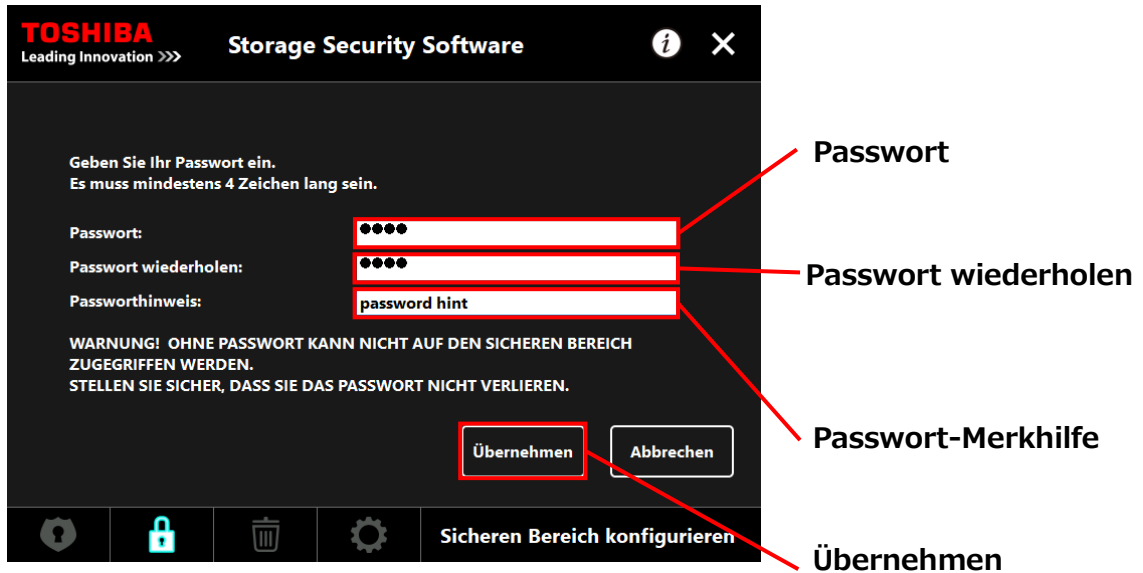 TOSHIBA
Leading Innovation >>>
Storage Security Software
i
Geben Sie Ihr Passwort ein.
Es muss mindestens 4 Zeichen lang sein.
Passwort:
Passwort wiederholen:
Passworthinweis:
password hint
WARNUNG! OHNE PASSWORT KANN NICHT AUF DEN SICHEREN BEREICH
ZUGEGRIFFEN WERDEN.
STELLEN SIE SICHER, DASS SIE DAS PASSWORT NICHT VERLIEREN.
Übernehmen
Abbrechen
Sicheren Bereich konfigurieren
Passwort
Passwort wiederholen
Passwort-Merkhilfe
Übernehmen